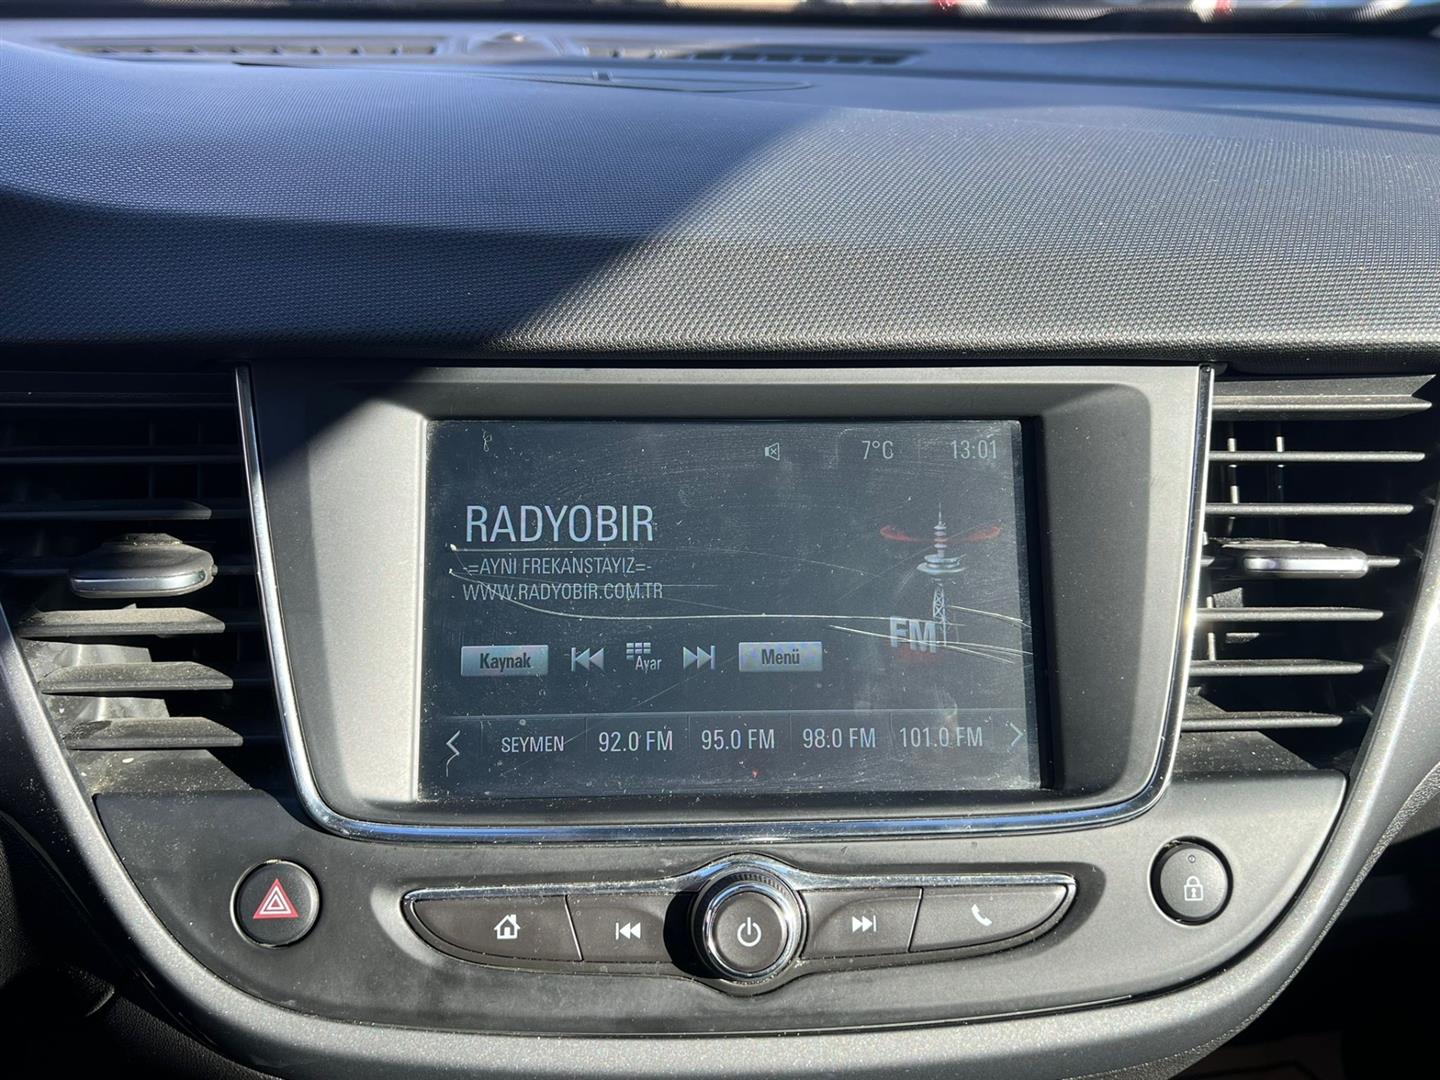 7°C 13:01
RADYOBIR
-=AYNI FREKANSTAYIZ=-
WWW.RADYOBIR.COM.TR
FM
Kaynak Ayar Menü
SEYMEN 92.0 FM 95.0 FM 98.0 FM 101.0 FM